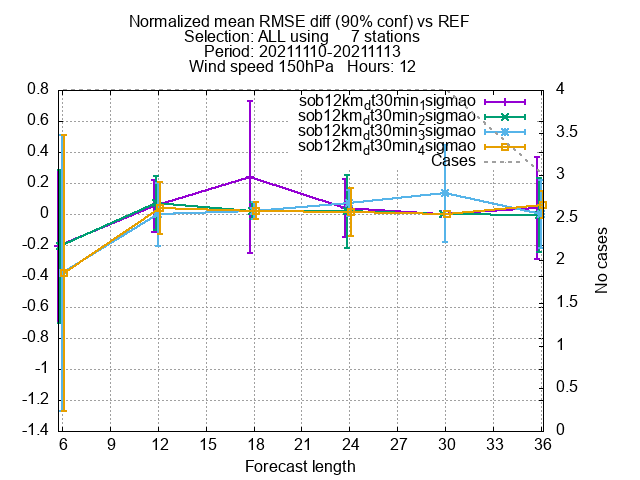 Normalized mean RMSE diff (90% conf) vs REF
Selection: ALL using     7 stations
Period: 20211110-20211113
Wind speed 150hPa   Hours: 12
0.8
0.6
0.4
0.2
0
-0.2
-0.4
-0.6
-0.8
-1
-1.2
-1.4
sob12km_dt30min_1sigmao
sob12km_dt30min_2sigmao
sob12km_dt30min_3sigmao
sob12km_dt30min_4sigmao
Cases
4
3.5
3
2.5
2
1.5
1
0.5
0
No cases
6 9 12 15 18 21 24 27 30 33 36
Forecast length